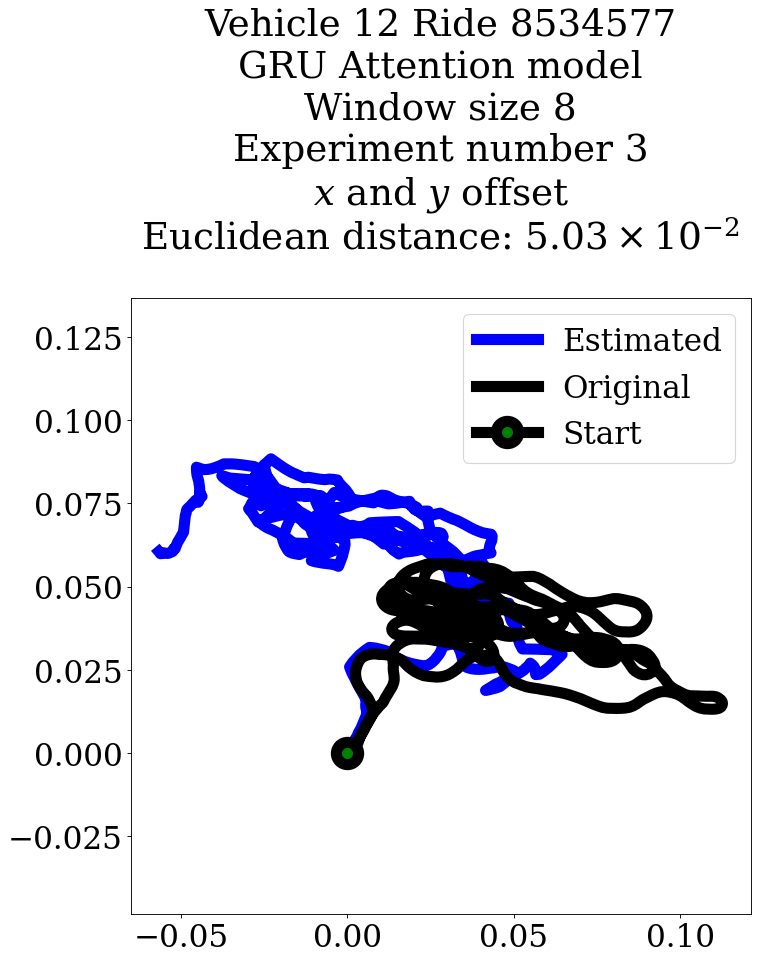 Vehicle 12 Ride 8534577
GRU Attention model
Window size 8
Experiment number 3
x and y offset
Euclidean distance: 5.03 × 10⁻²
Estimated
Original
Start
0.125
0.100
0.075
0.050
0.025
0.000
−0.025
−0.05 0.00 0.05 0.10